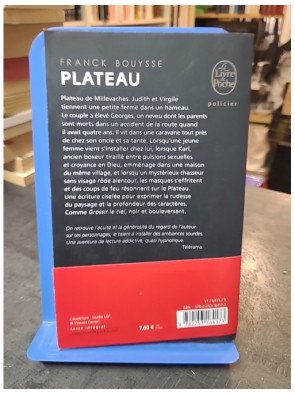 FRANCK BOUYSSE
PLATEAU
Le
Livre
de
Poche
policier
Plateau de Millevaches. Judith et Virgile
tiennent une petite ferme dans un hameau.
Le couple a élevé Georges, un neveu dont les parents
sont morts dans un accident de la route quand
il avait quatre ans. Il vit dans une caravane tout près
de chez son oncle et sa tante. Lorsqu'une jeune
femme vient s'installer chez lui, lorsque Karl,
ancien boxeur tiraillé entre pulsions sexuelles
et croyance en Dieu, emménage dans une maison
du même village, et lorsqu'un mystérieux chasseur
sans visage rôde alentour, les masques s'effritent
et des coups de feu résonnent sur le Plateau.
Une écriture ciselée pour exprimer la rudesse
du paysage et la profondeur des caractères.
Comme Grossir le ciel, noir et bouleversant.
On retrouve l'acuité et la générosité du regard de l'auteur
sur ses personnages, le talent à installer des ambiances sourdes.
Une aventure de lecture addictive, quasi hypnotique.
Télérama.
Couverture : Studio LGF.
texte intégral
7,60 €